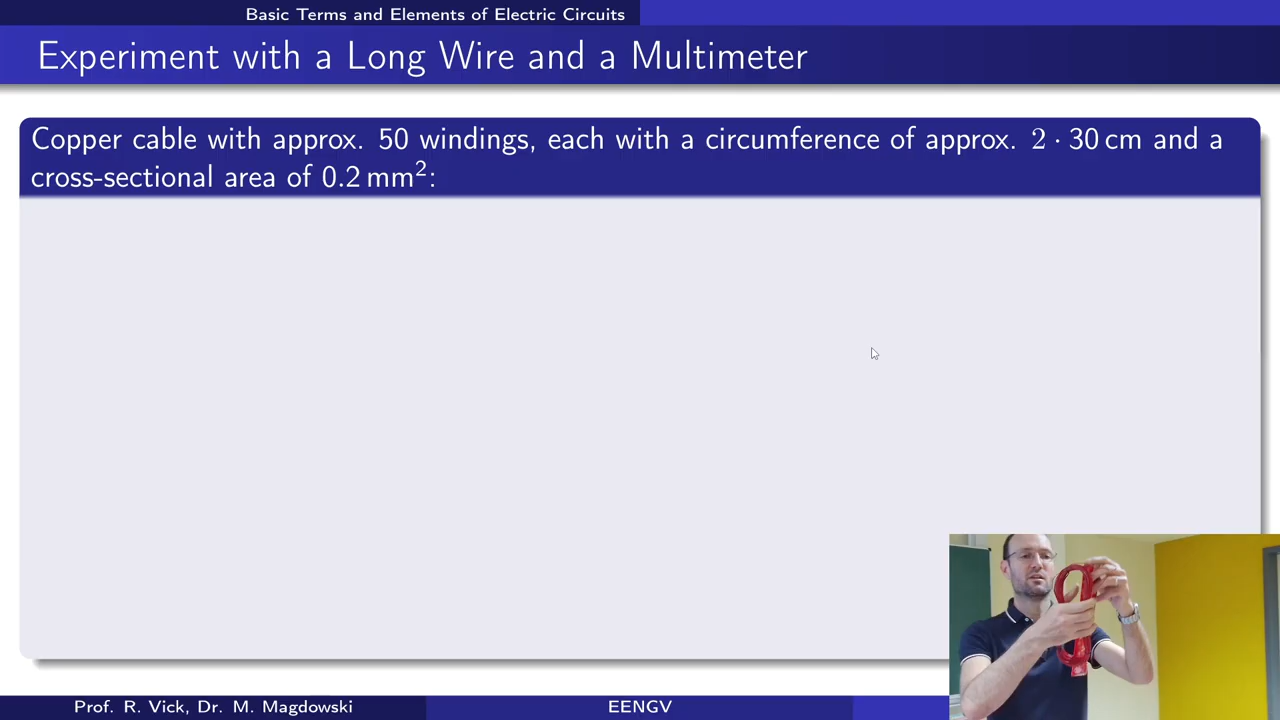 Basic Terms and Elements of Electric Circuits
Experiment with a Long Wire and a Multimeter
Copper cable with approx. 50 windings, each with a circumference of approx. 2 · 30 cm and a
cross-sectional area of 0.2 mm²:
Prof. R. Vick, Dr. M. Magdowski
EENGV